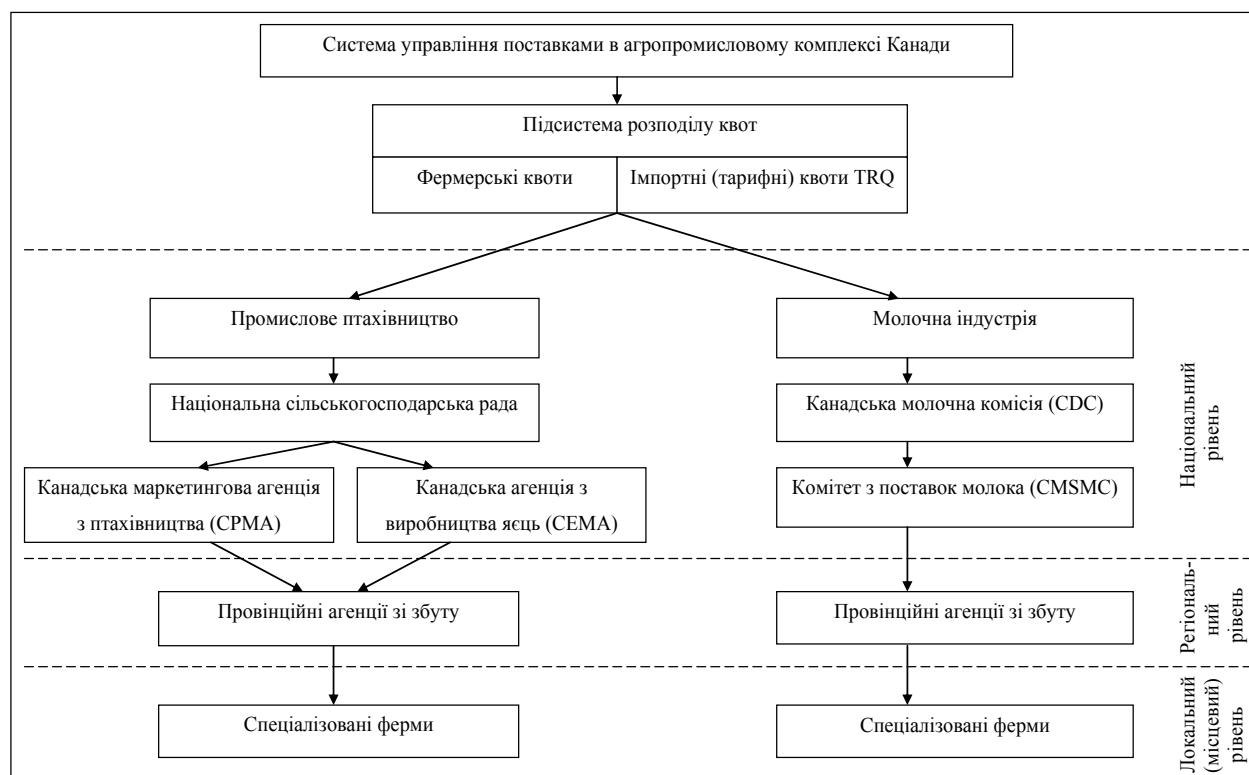 Система управління поставками в агропромисловому комплексі Канади
Підсистема розподілу квот
Фермерські квоти
Імпортні (тарифні) квоти TRQ
Промислове птахівництво
Молочна індустрія
Національна сільськогосподарська рада
Канадська молочна комісія (CDC)
Канадська маркетингова агенція
з птахівництва (CPMA)
Канадська агенція з
виробництва яєць (CEMA)
Комітет з поставок молока (CMSMC)
Національний
рівень
Провінційні агенції зі збуту
Провінційні агенції зі збуту
Регіональ-
ний
рівень
Спеціалізовані ферми
Спеціалізовані ферми
Локальний
(місцевий)
рівень